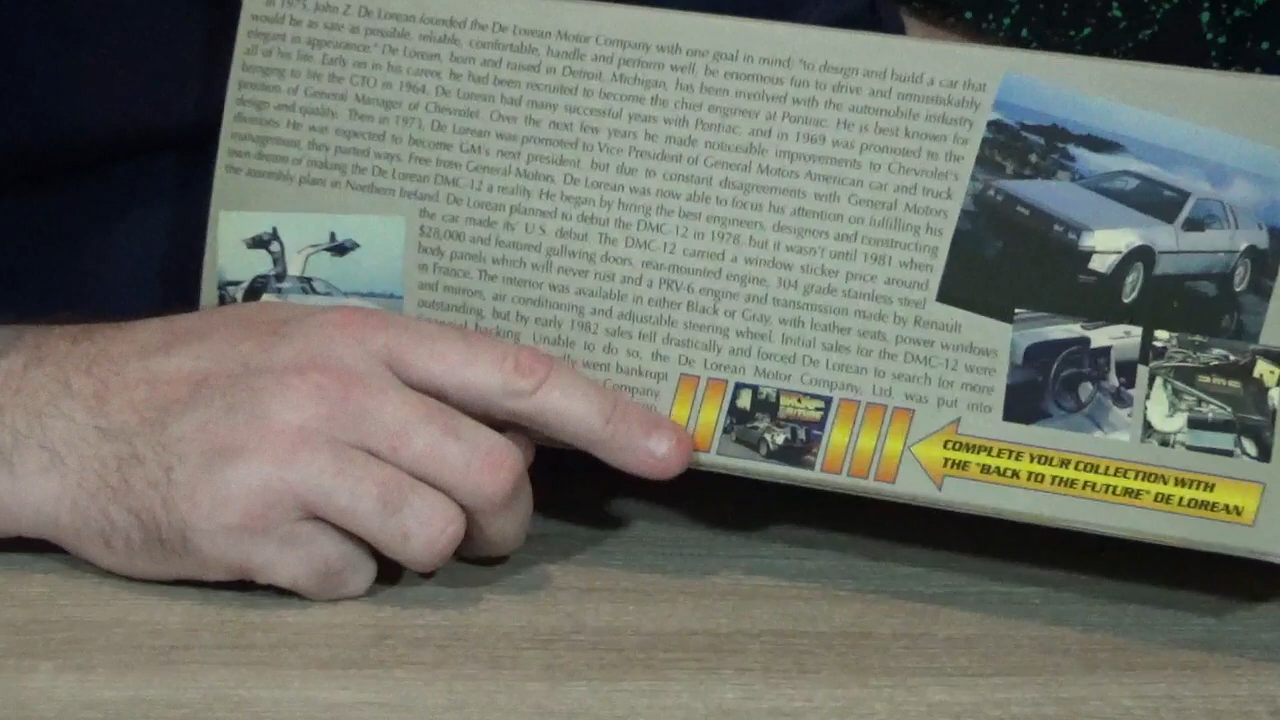 In 1975, John Z. De Lorean founded the De Lorean Motor Company with one goal in mind; "to design and build a car that
would be as safe as possible, reliable, comfortable, handle and perform well, be enormous fun to drive and unmistakably
elegant in appearance." De Lorean, born and raised in Detroit, Michigan, has been involved with the automobile industry
all of his life. Early on in his career, he had been recruited to become the chief engineer at Pontiac. He is best known for
bringing to life the GTO in 1964. De Lorean had many successful years with Pontiac, and in 1969 was promoted to the
position of General Manager of Chevrolet. Over the next few years he made noticeable improvements to Chevrolet's
design and quality. Then in 1973, De Lorean was promoted to Vice President of General Motors American car and truck
divisions. He was expected to become GM's next president, but due to constant disagreements with General Motors
management, they parted ways. Free from General Motors, De Lorean was now able to focus his attention on fulfilling his
own dream of making the De Lorean DMC-12 a reality. He began by hiring the best engineers, designers and constructing
the assembly plant in Northern Ireland. De Lorean planned to debut the DMC-12 in 1978, but it wasn't until 1981 when
the car made its' U.S. debut. The DMC-12 carried a window sticker price around
$28,000 and featured gullwing doors, rear-mounted engine, 304 grade stainless steel
body panels which will never rust and a PRV-6 engine and transmission made by Renault
in France. The interior was available in either Black or Gray, with leather seats, power windows
and mirrors, air conditioning and adjustable steering wheel. Initial sales for the DMC-12 were
outstanding, but by early 1982 sales fell drastically and forced De Lorean to search for more
financial backing. Unable to do so, the De Lorean Motor Company, Ltd. was put into
went bankrupt
Company
BACK TO THE FUTURE
COMPLETE YOUR COLLECTION WITH
THE "BACK TO THE FUTURE" DE LOREAN